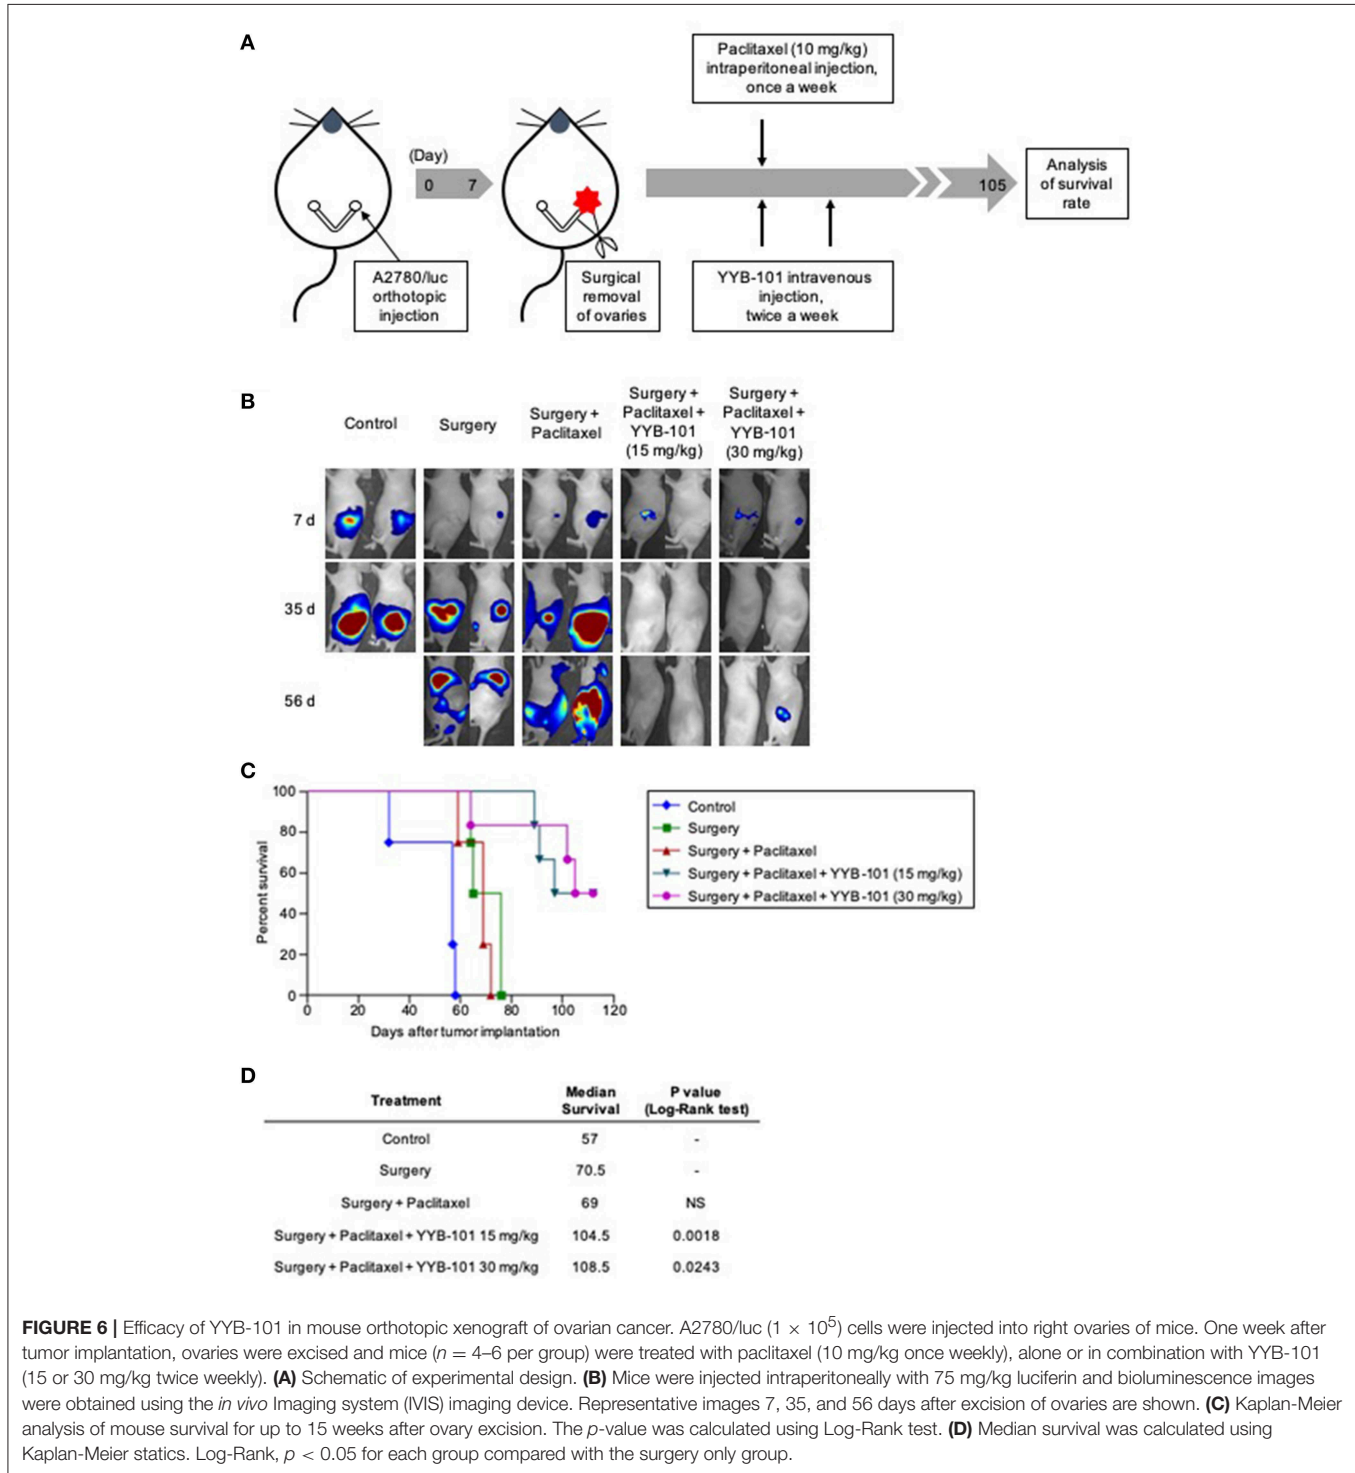 A
Paclitaxel (10 mg/kg)
intraperitoneal injection,
once a week
(Day)
0 7
105
Analysis
of survival
rate
A2780/luc
orthotopic
injection
Surgical
removal
of ovaries
YYB-101 intravenous
injection,
twice a week
B
Control
Surgery
Surgery +
Paclitaxel
Surgery +
Paclitaxel +
YYB-101
(15 mg/kg)
Surgery +
Paclitaxel +
YYB-101
(30 mg/kg)
7 d
35 d
56 d
C
100
80
60
40
20
0
Percent survival
0 20 40 60 80 100 120
Days after tumor implantation
Control
Surgery
Surgery + Paclitaxel
Surgery + Paclitaxel + YYB-101 (15 mg/kg)
Surgery + Paclitaxel + YYB-101 (30 mg/kg)
D
Treatment Median Survival P value (Log-Rank test)
Control 57 -
Surgery 70.5 -
Surgery + Paclitaxel 69 NS
Surgery + Paclitaxel + YYB-101 15 mg/kg 104.5 0.0018
Surgery + Paclitaxel + YYB-101 30 mg/kg 108.5 0.0243
FIGURE 6 | Efficacy of YYB-101 in mouse orthotopic xenograft of ovarian cancer. A2780/luc (1 × 10⁵) cells were injected into right ovaries of mice. One week after
tumor implantation, ovaries were excised and mice (n = 4–6 per group) were treated with paclitaxel (10 mg/kg once weekly), alone or in combination with YYB-101
(15 or 30 mg/kg twice weekly). (A) Schematic of experimental design. (B) Mice were injected intraperitoneally with 75 mg/kg luciferin and bioluminescence images
were obtained using the in vivo Imaging system (IVIS) imaging device. Representative images 7, 35, and 56 days after excision of ovaries are shown. (C) Kaplan-Meier
analysis of mouse survival for up to 15 weeks after ovary excision. The p-value was calculated using Log-Rank test. (D) Median survival was calculated using
Kaplan-Meier statics. Log-Rank, p < 0.05 for each group compared with the surgery only group.